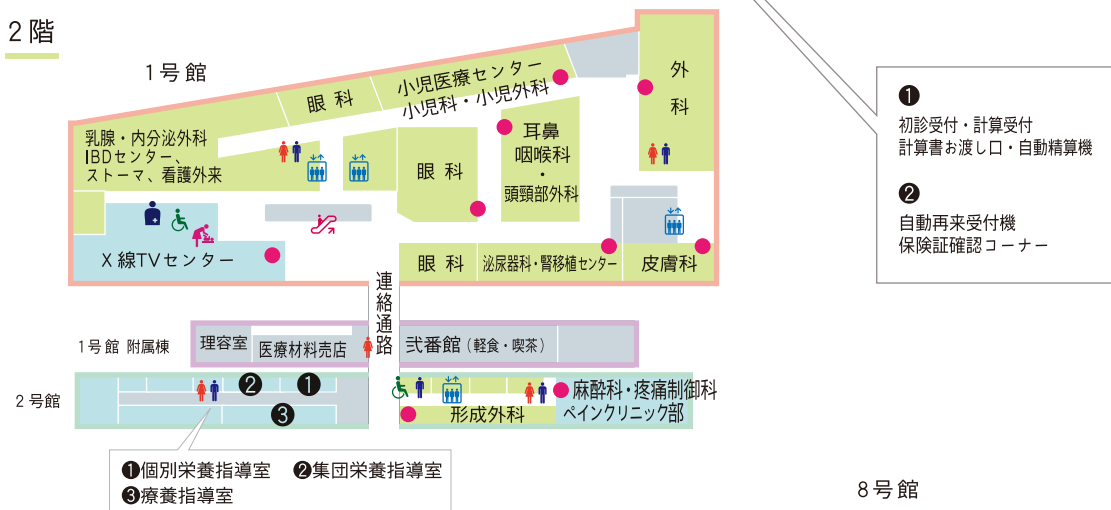 2階
1号館
外科
小児医療センター
小児科・小児外科
眼科
乳腺・内分泌外科
IBDセンター、
ストーマ、看護外来
耳鼻
咽喉科
・
頭頸部外科
眼科
X線TVセンター
眼科
泌尿器科・腎移植センター
皮膚科
連絡通路
1号館 附属棟
理容室
医療材料売店
弐番館（軽食・喫茶）
2号館
❷
❶
❸
麻酔科・疼痛制御科
ペインクリニック部
形成外科
❶個別栄養指導室 ❷集団栄養指導室
❸療養指導室
❶
初診受付・計算受付
計算書お渡し口・自動精算機
❷
自動再来受付機
保険証確認コーナー
8号館